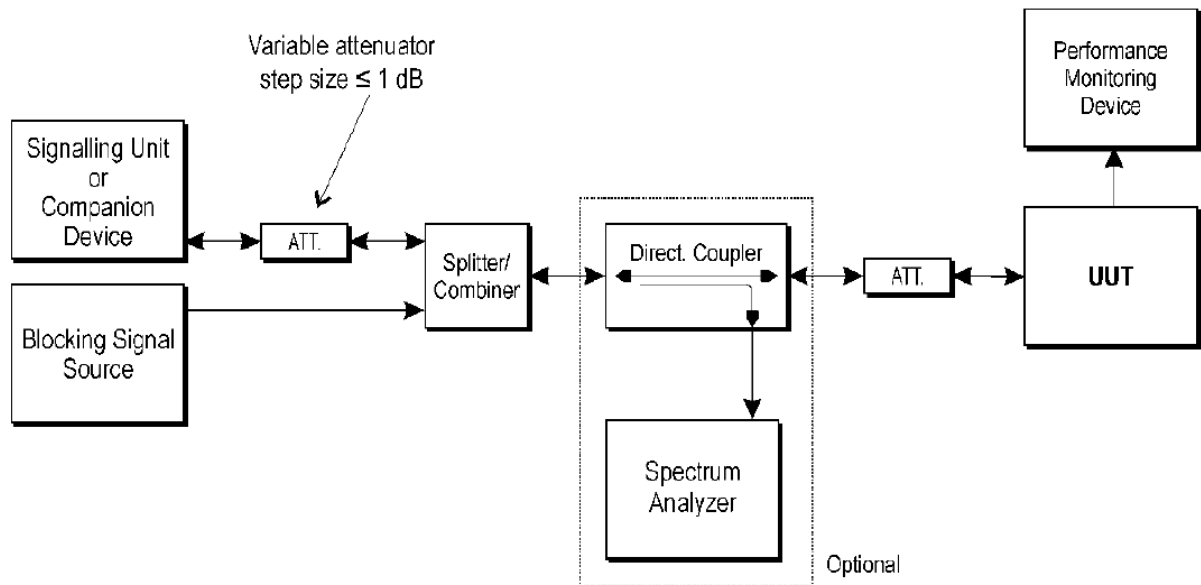 Variable attenuator
step size ≤ 1 dB
Signalling Unit
or
Companion
Device
ATT.
Blocking Signal
Source
Splitter/
Combiner
Direct. Coupler
Spectrum
Analyzer
Optional
ATT.
Performance
Monitoring
Device
UUT